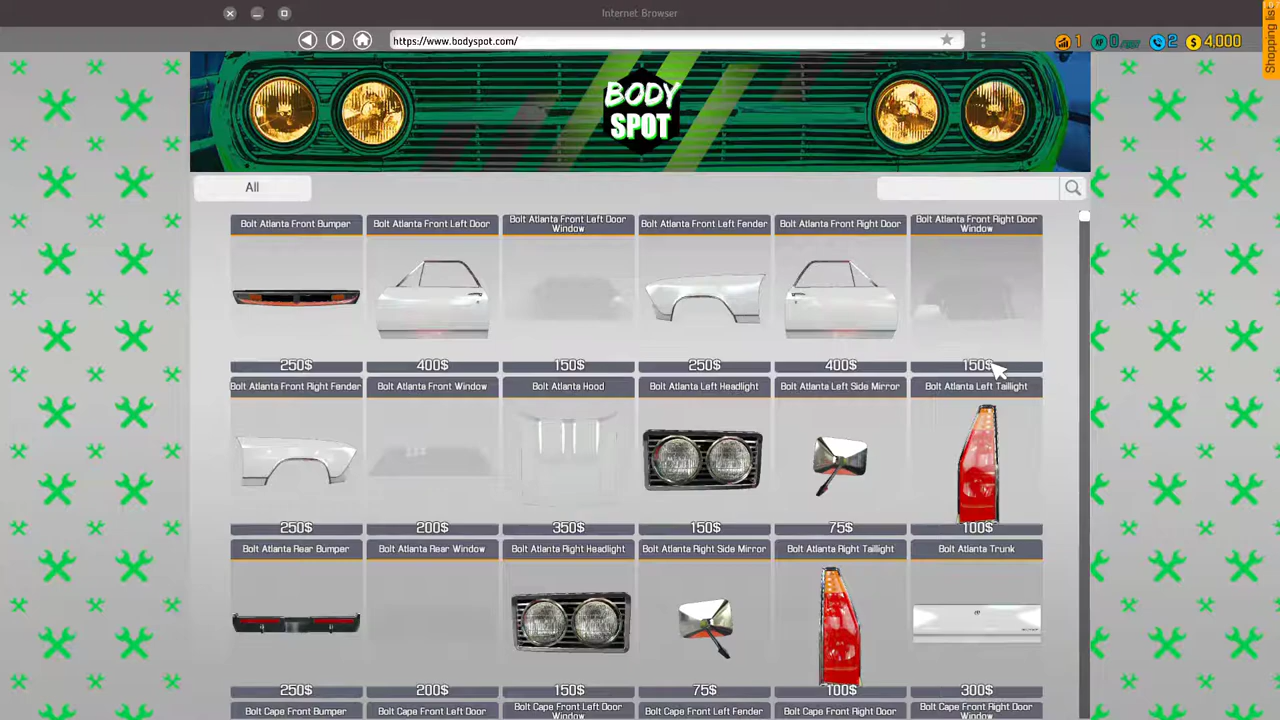 Internet Browser
https://www.bodyspot.com/
1
0
2
$ 4,000
Shopping list
BODY
SPOT
All
Bolt Atlanta Front Bumper
Bolt Atlanta Front Left Door
Bolt Atlanta Front Left Door
Window
Bolt Atlanta Front Left Fender
Bolt Atlanta Front Right Door
Bolt Atlanta Front Right Door
Window
250$
400$
150$
250$
400$
150$
Bolt Atlanta Front Right Fender
Bolt Atlanta Front Window
Bolt Atlanta Hood
Bolt Atlanta Left Headlight
Bolt Atlanta Left Side Mirror
Bolt Atlanta Left Taillight
250$
200$
350$
150$
75$
100$
Bolt Atlanta Rear Bumper
Bolt Atlanta Rear Window
Bolt Atlanta Right Headlight
Bolt Atlanta Right Side Mirror
Bolt Atlanta Right Taillight
Bolt Atlanta Trunk
250$
200$
150$
75$
100$
300$
Bolt Cape Front Bumper
Bolt Cape Front Left Door
Bolt Cape Front Left Door
Window
Bolt Cape Front Left Fender
Bolt Cape Front Right Door
Bolt Cape Front Right Door
Window